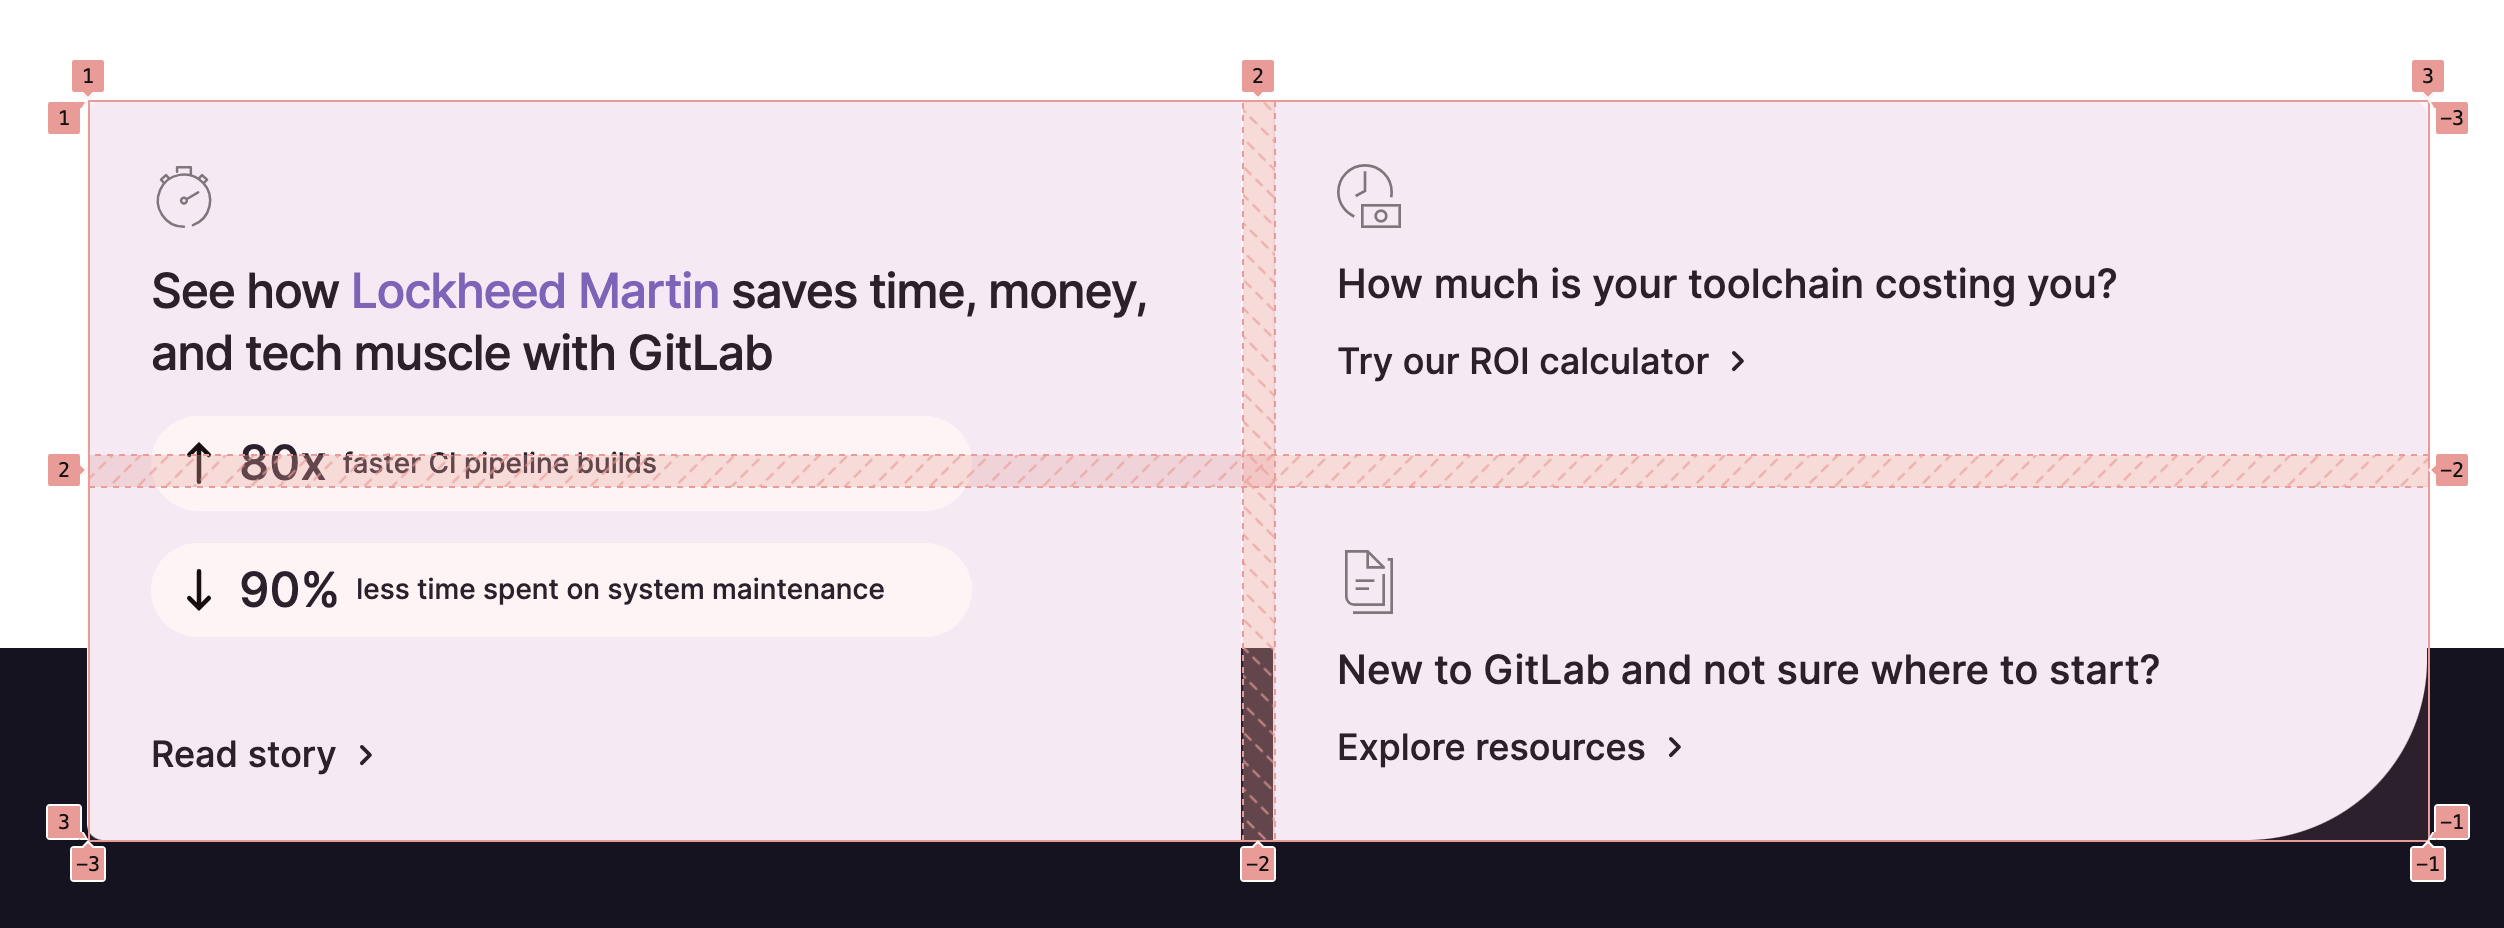 1
2
3
1
−3
See how Lockheed Martin saves time, money,
and tech muscle with GitLab
How much is your toolchain costing you?
Try our ROI calculator
80x faster CI pipeline builds
2
−2
90% less time spent on system maintenance
New to GitLab and not sure where to start?
Read story
Explore resources
3
−1
−3
−2
−1